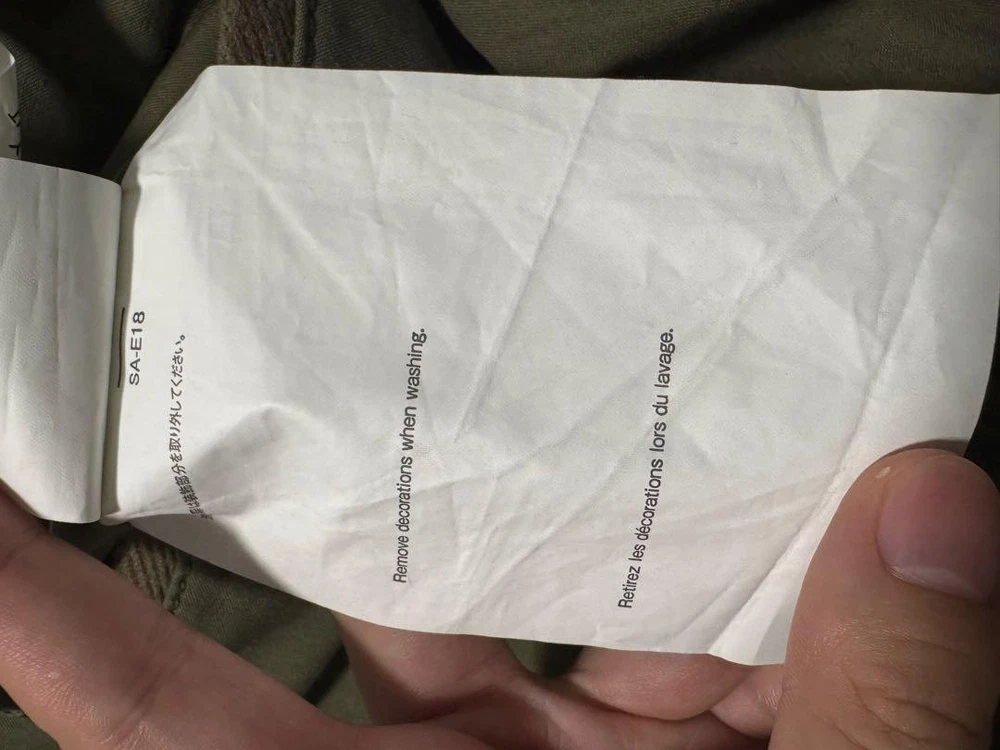 SA-E18
は装飾部分を取り外してください。
Remove decorations when washing.
Retirez les décorations lors du lavage.